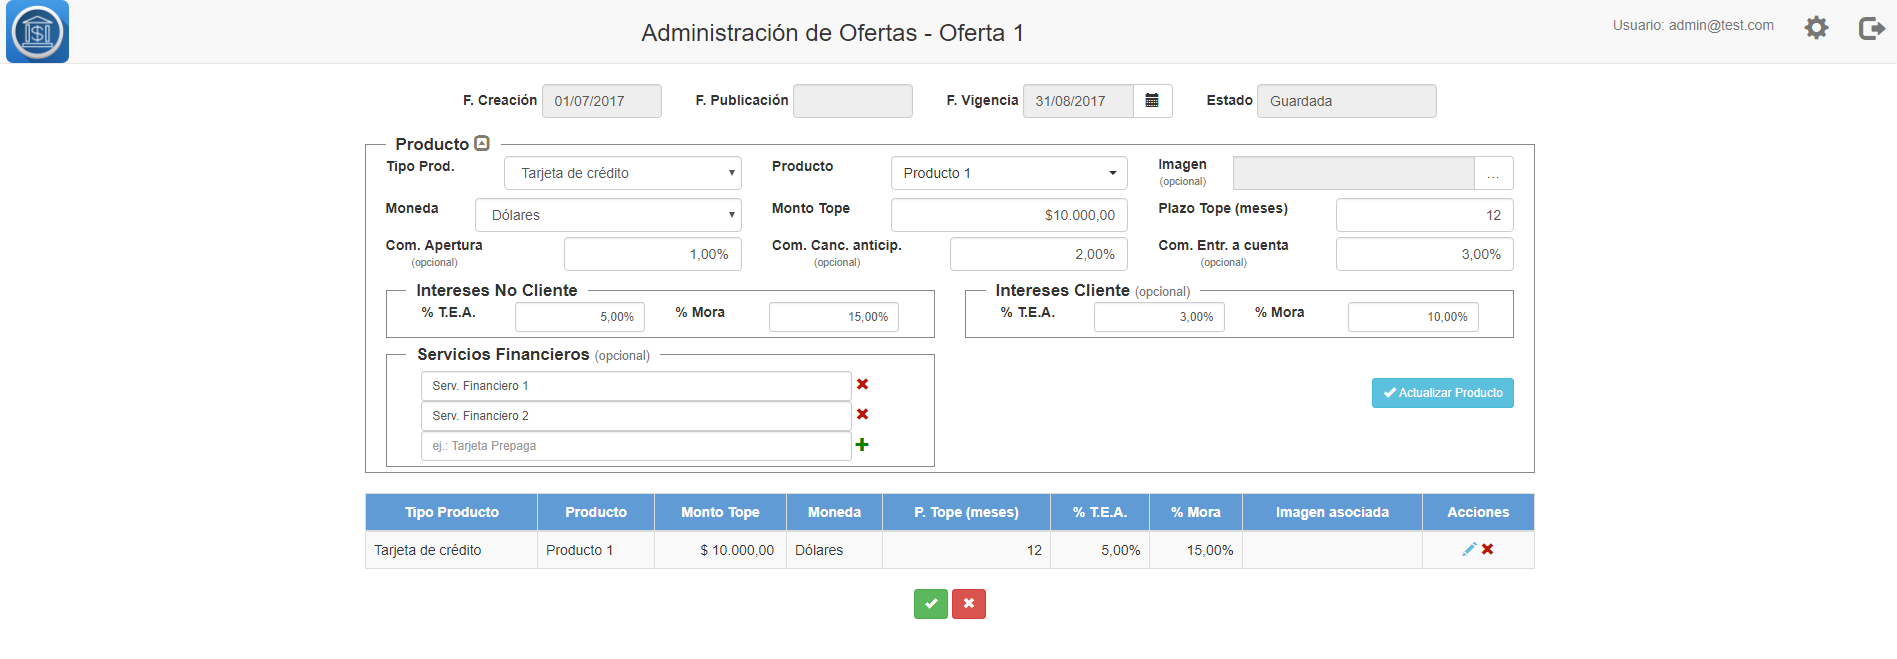 Administración de Ofertas - Oferta 1
Usuario: admin@test.com
F. Creación 01/07/2017 F. Publicación F. Vigencia 31/08/2017 Estado Guardada
Producto
Tipo Prod. Tarjeta de crédito Producto Producto 1 Imagen (opcional) ...
Moneda Dólares Monto Tope $10.000,00 Plazo Tope (meses) 12
Com. Apertura (opcional) 1,00% Com. Canc. anticip. (opcional) 2,00% Com. Entr. a cuenta (opcional) 3,00%
Intereses No Cliente Intereses Cliente (opcional)
% T.E.A. 5,00% % Mora 15,00% % T.E.A. 3,00% % Mora 10,00%
Servicios Financieros (opcional)
Serv. Financiero 1
Actualizar Producto
Serv. Financiero 2
ej.: Tarjeta Prepaga
Tipo Producto Producto Monto Tope Moneda P. Tope (meses) % T.E.A. % Mora Imagen asociada Acciones
Tarjeta de crédito Producto 1 $ 10.000,00 Dólares 12 5,00% 15,00%